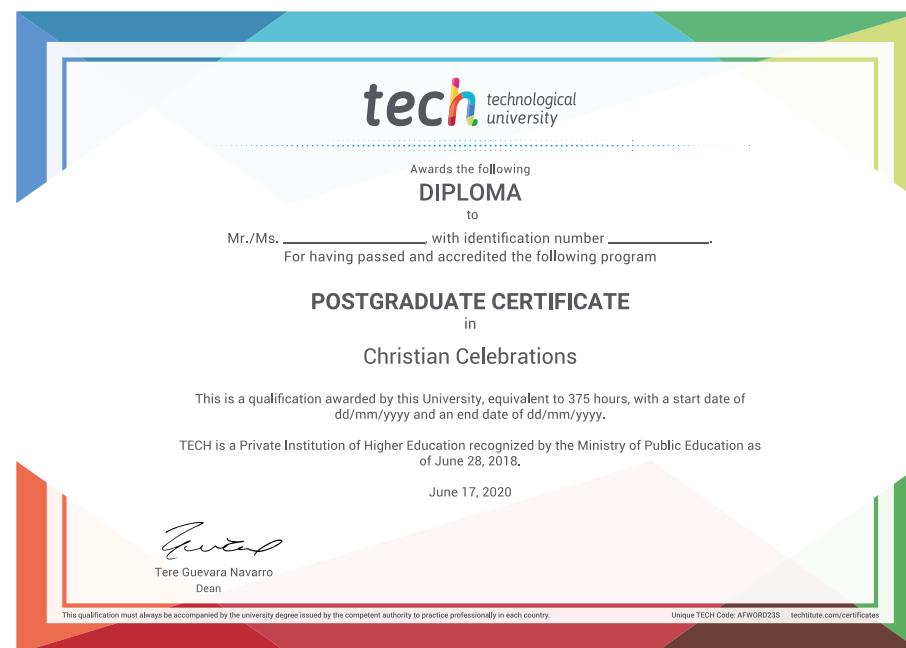 tech technological
university
Awards the following
DIPLOMA
to
Mr./Ms. ____________________, with identification number ______________.
For having passed and accredited the following program
POSTGRADUATE CERTIFICATE
in
Christian Celebrations
This is a qualification awarded by this University, equivalent to 375 hours, with a start date of
dd/mm/yyyy and an end date of dd/mm/yyyy.
TECH is a Private Institution of Higher Education recognized by the Ministry of Public Education as
of June 28, 2018.
June 17, 2020
Tere Guevara Navarro
Dean
This qualification must always be accompanied by the university degree issued by the competent authority to practice professionally in each country. Unique TECH Code: AFWORD23S techtitute.com/certificates